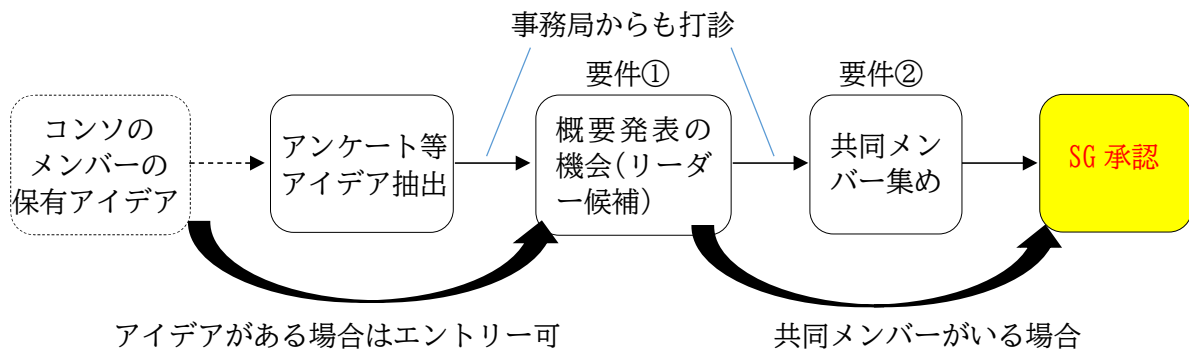 事務局からも打診
要件①
要件②
コンソの
メンバーの
保有アイデア
アンケート等
アイデア抽出
概要発表の
機会(リーダ
ー候補)
共同メン
バー集め
SG 承認
アイデアがある場合はエントリー可
共同メンバーがいる場合